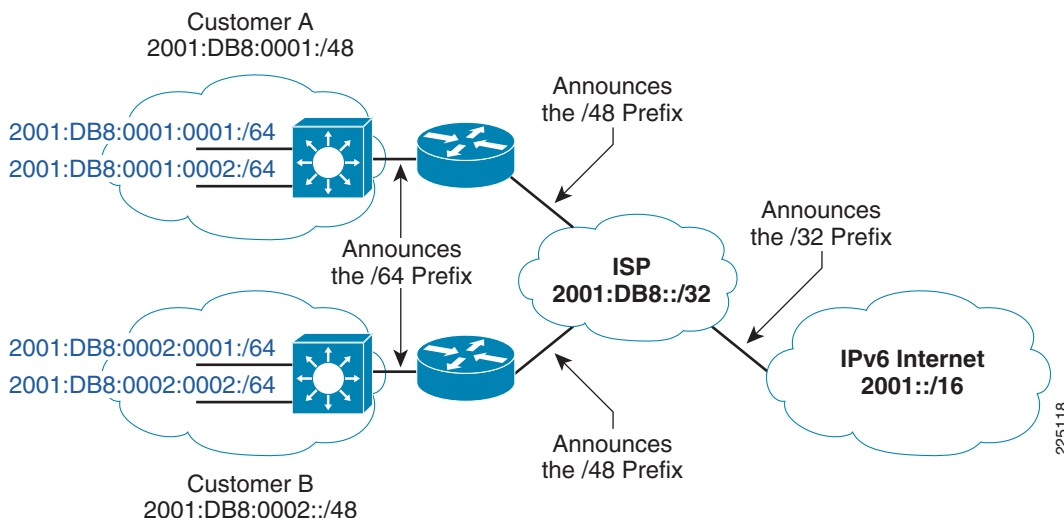 Customer A
2001:DB8:0001:/48
2001:DB8:0001:0001:/64
2001:DB8:0001:0002:/64
Announces
the /48 Prefix
Announces
the /64 Prefix
ISP
2001:DB8::/32
Announces
the /32 Prefix
2001:DB8:0002:0001:/64
2001:DB8:0002:0002:/64
IPv6 Internet
2001::/16
Announces
the /48 Prefix
Customer B
2001:DB8:0002::/48
225118